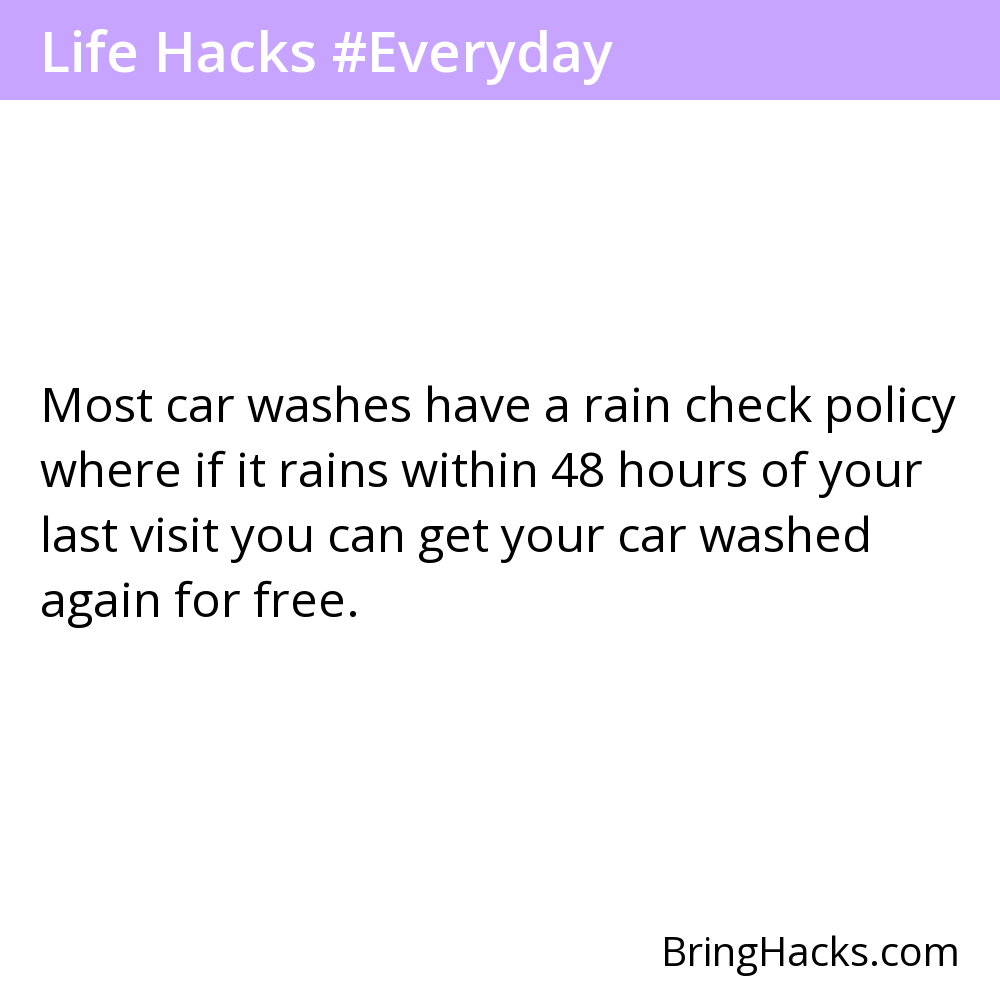 Life Hacks #Everyday
Most car washes have a rain check policy
where if it rains within 48 hours of your
last visit you can get your car washed
again for free.
BringHacks.com